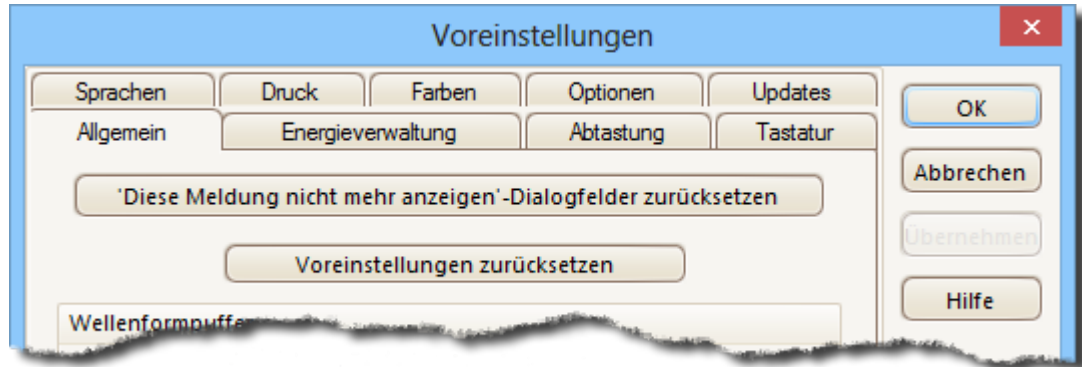 Voreinstellungen
Sprachen Druck Farben Optionen Updates
Allgemein Energieverwaltung Abtastung Tastatur
'Diese Meldung nicht mehr anzeigen'-Dialogfelder zurücksetzen
Voreinstellungen zurücksetzen
Wellenformpuffer
OK
Abbrechen
Übernehmen
Hilfe